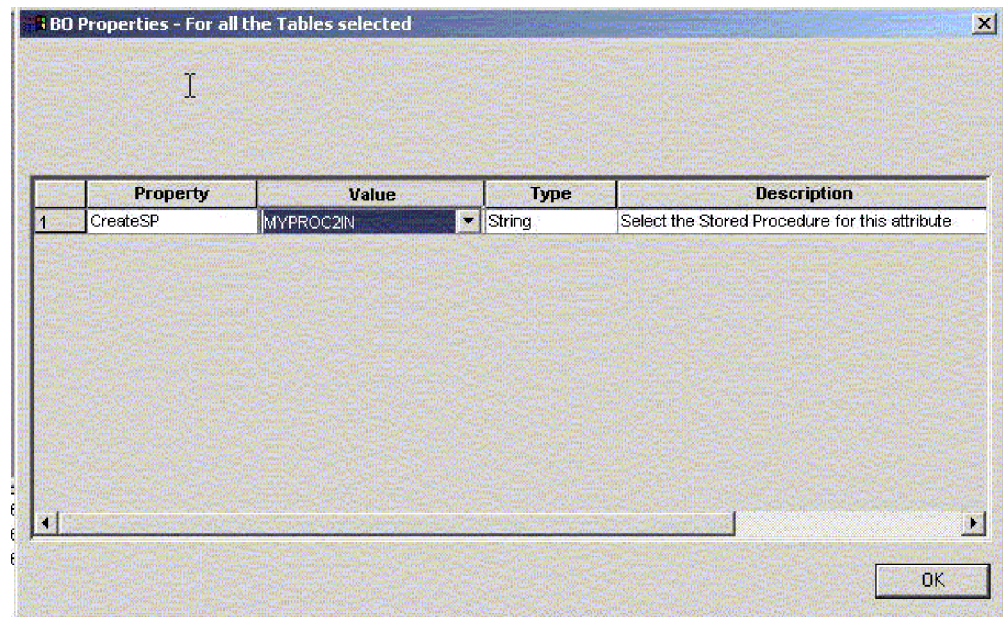 BO Properties - For all the Tables selected
Property Value Type Description
1 CreateSP MYPROC2IN String Select the Stored Procedure for this attribute
OK